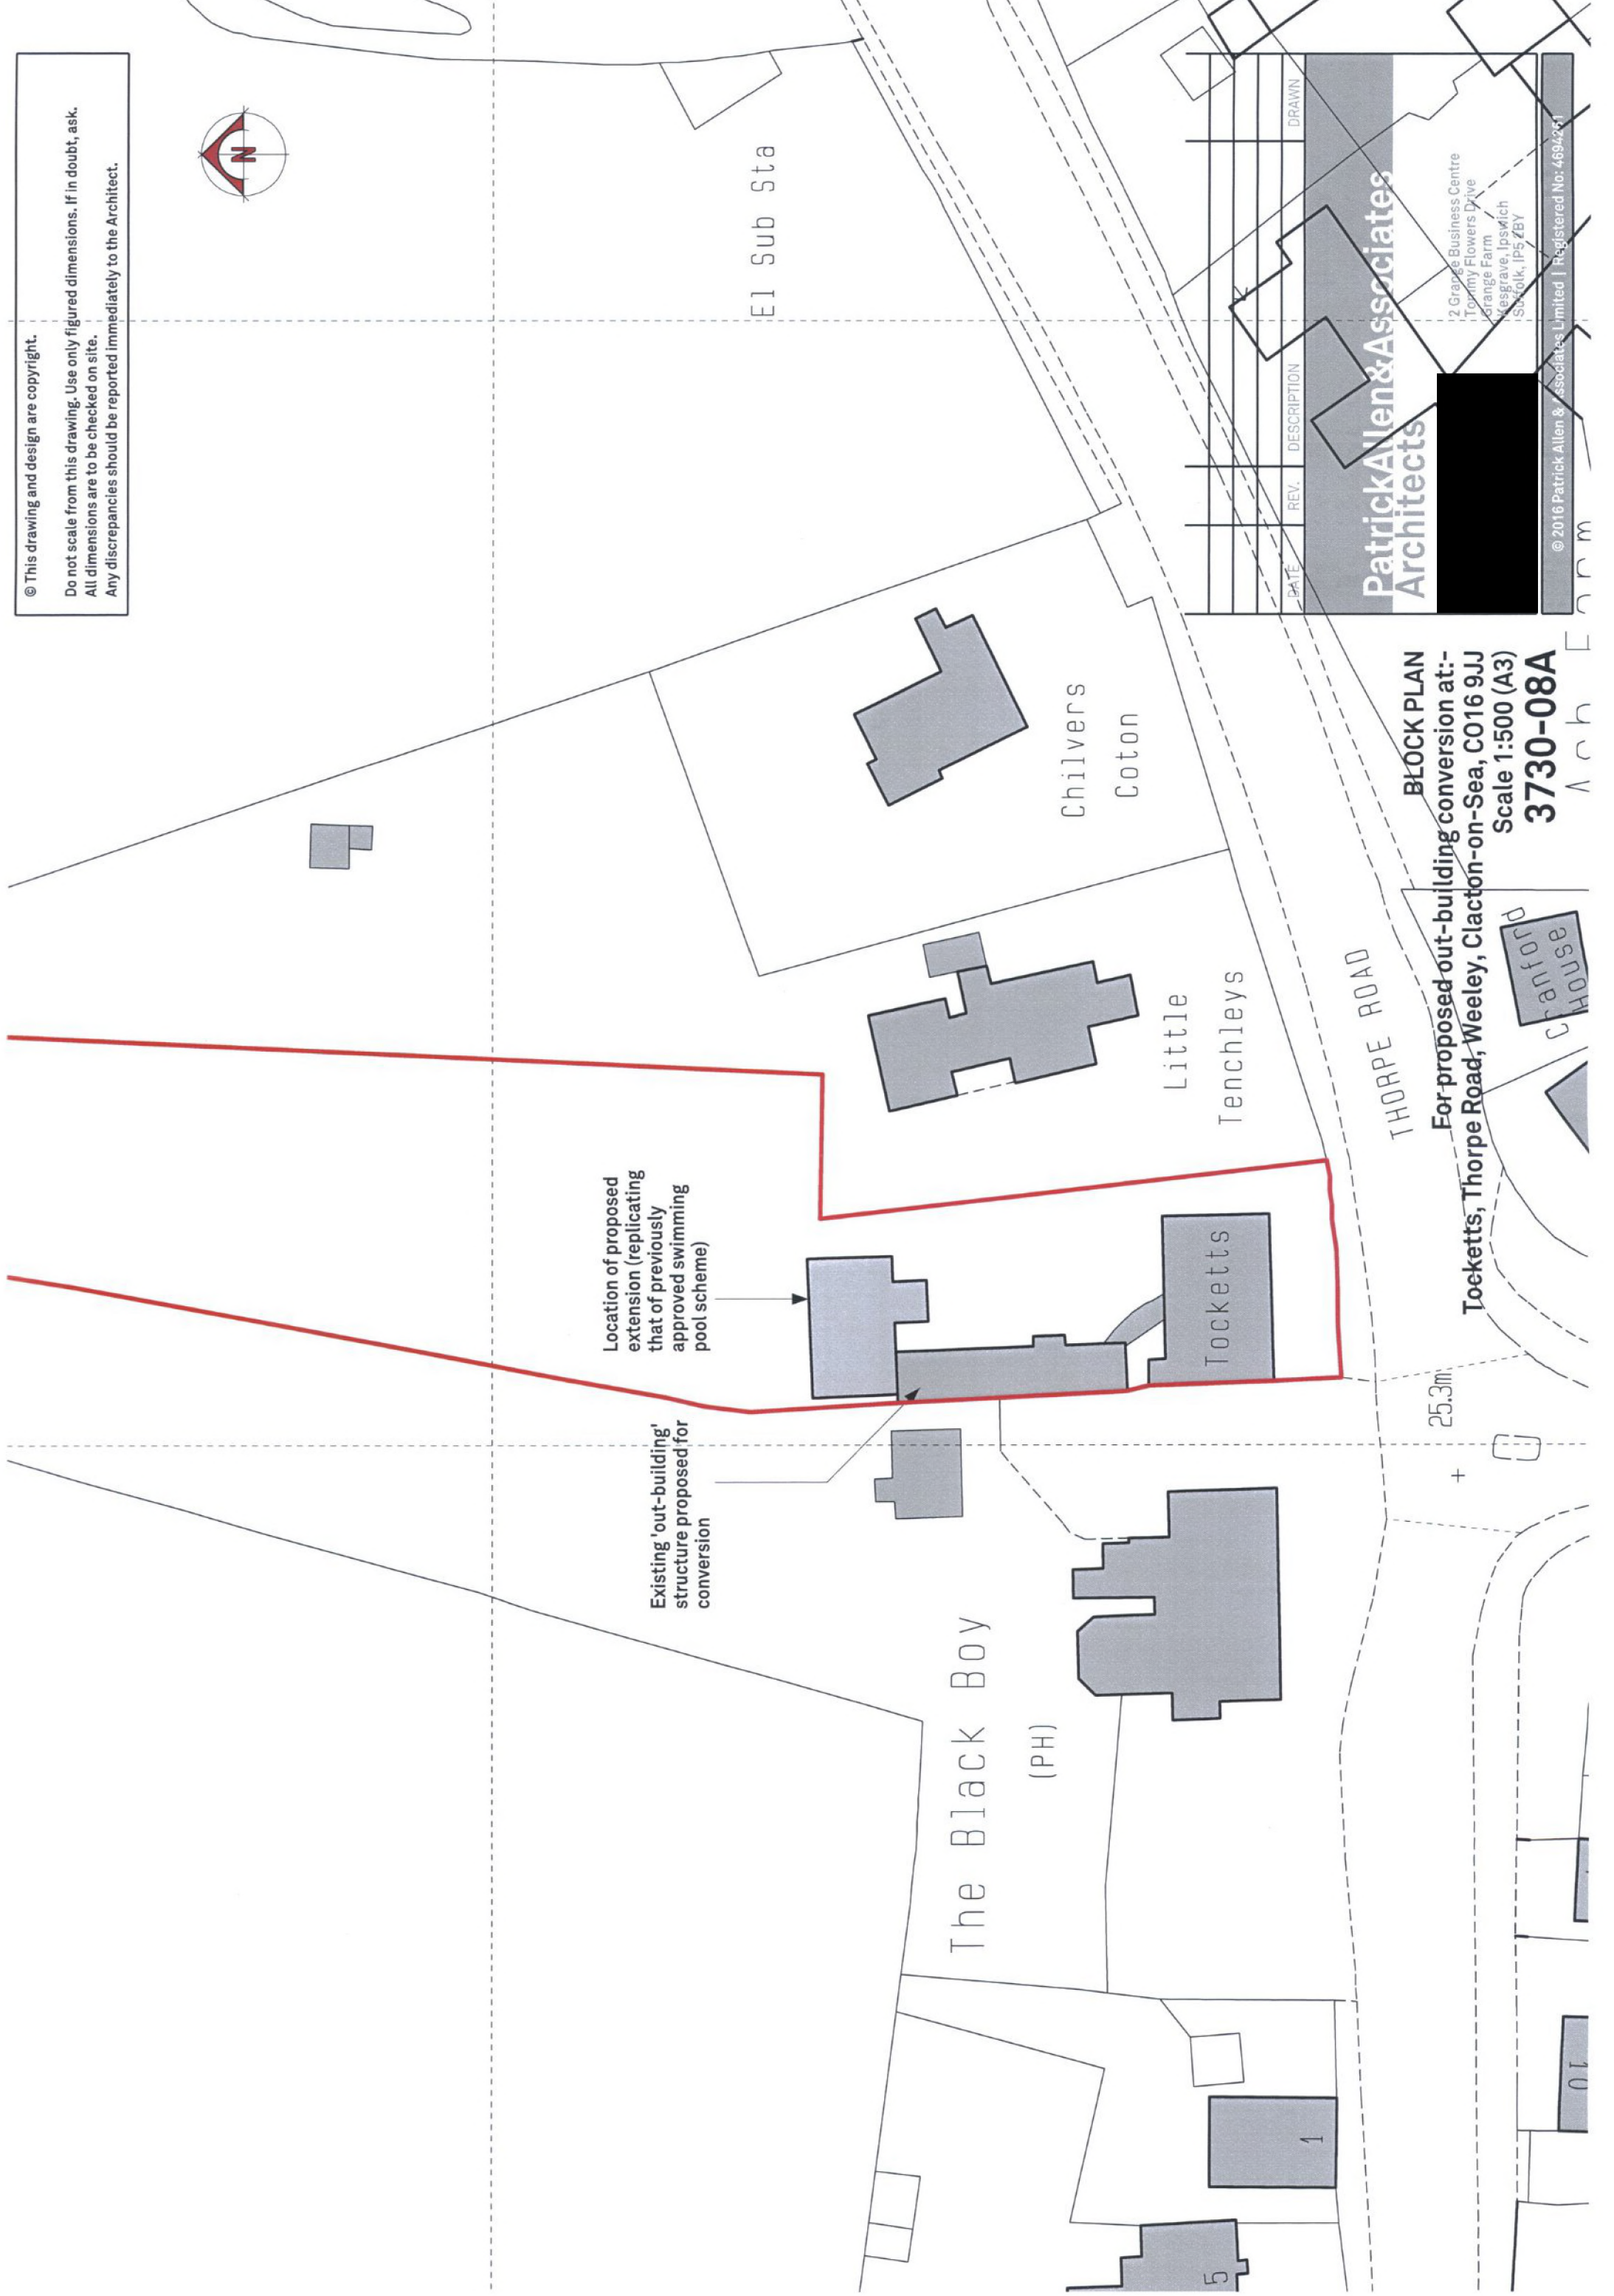 © This drawing and design are copyright.
Do not scale from this drawing. Use only figured dimensions. If in doubt, ask.
All dimensions are to be checked on site.
Any discrepancies should be reported immediately to the Architect.
N
El Sub Sta
Chilvers
Coton
Little
Tenchleys
Location of proposed
extension (replicating
that of previously
approved swimming
pool scheme)
Existing 'out-building'
structure proposed for
conversion
Tocketts
The Black Boy
(PH)
THORPE ROAD
25.3m
Cranford
House
1
5
10
BLOCK PLAN
For proposed out-building conversion at:-
Tocketts, Thorpe Road, Weeley, Clacton-on-Sea, CO16 9JJ
Scale 1:500 (A3)
3730-08A
DATE REV. DESCRIPTION DRAWN
PatrickAllen&Associates
Architects
2 Grange Business Centre
Tommy Flowers Drive
Grange Farm
Kesgrave, Ipswich
Suffolk, IP5 2BY
© 2016 Patrick Allen & Associates Limited | Registered No: 4694261